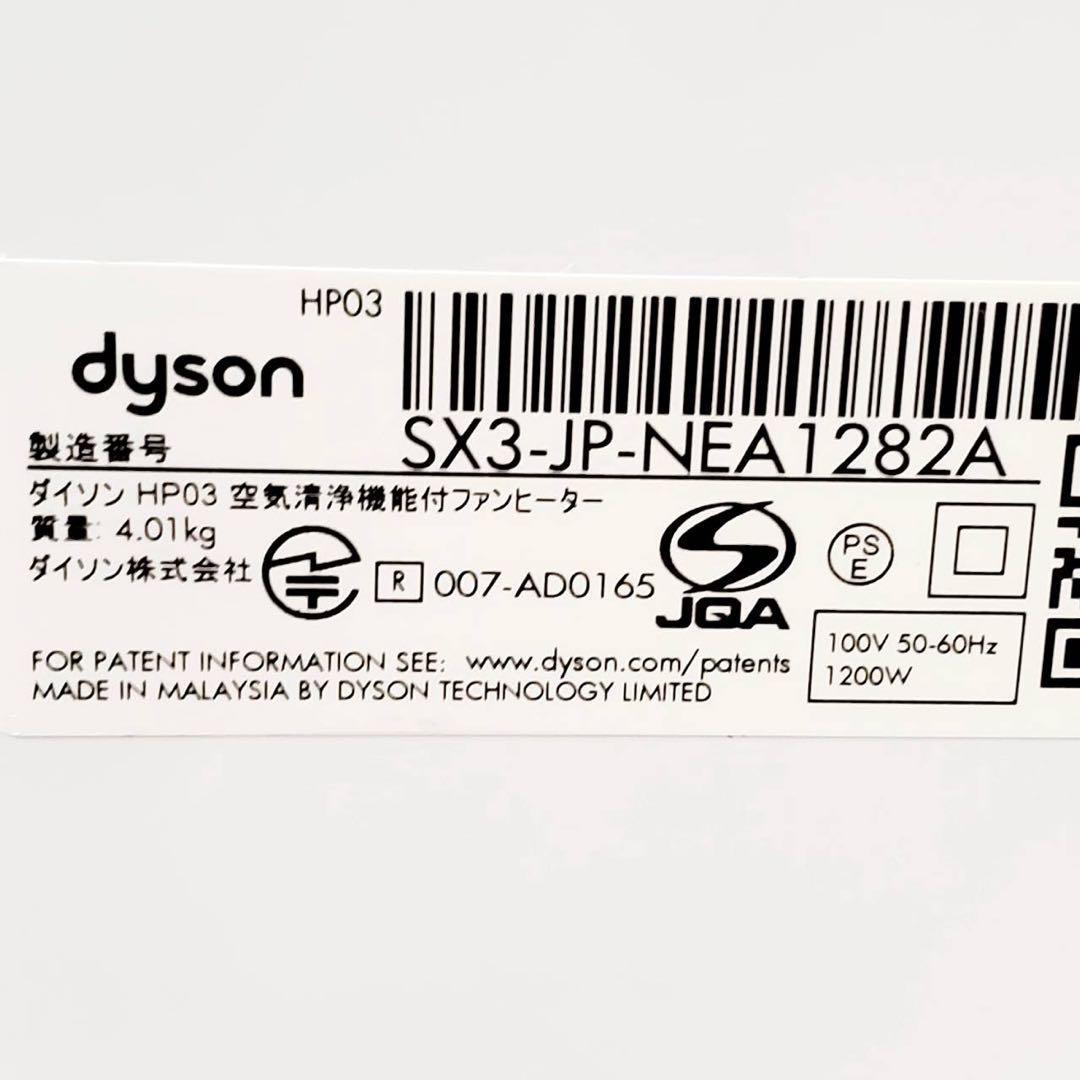 HP03
dyson
製造番号 SX3-JP-NEA1282A
ダイソン HP03 空気清浄機能付ファンヒーター
質量: 4.01kg
ダイソン株式会社
R 007-AD0165
JQA
PS
E
100V 50-60Hz
1200W
FOR PATENT INFORMATION SEE: www.dyson.com/patents
MADE IN MALAYSIA BY DYSON TECHNOLOGY LIMITED